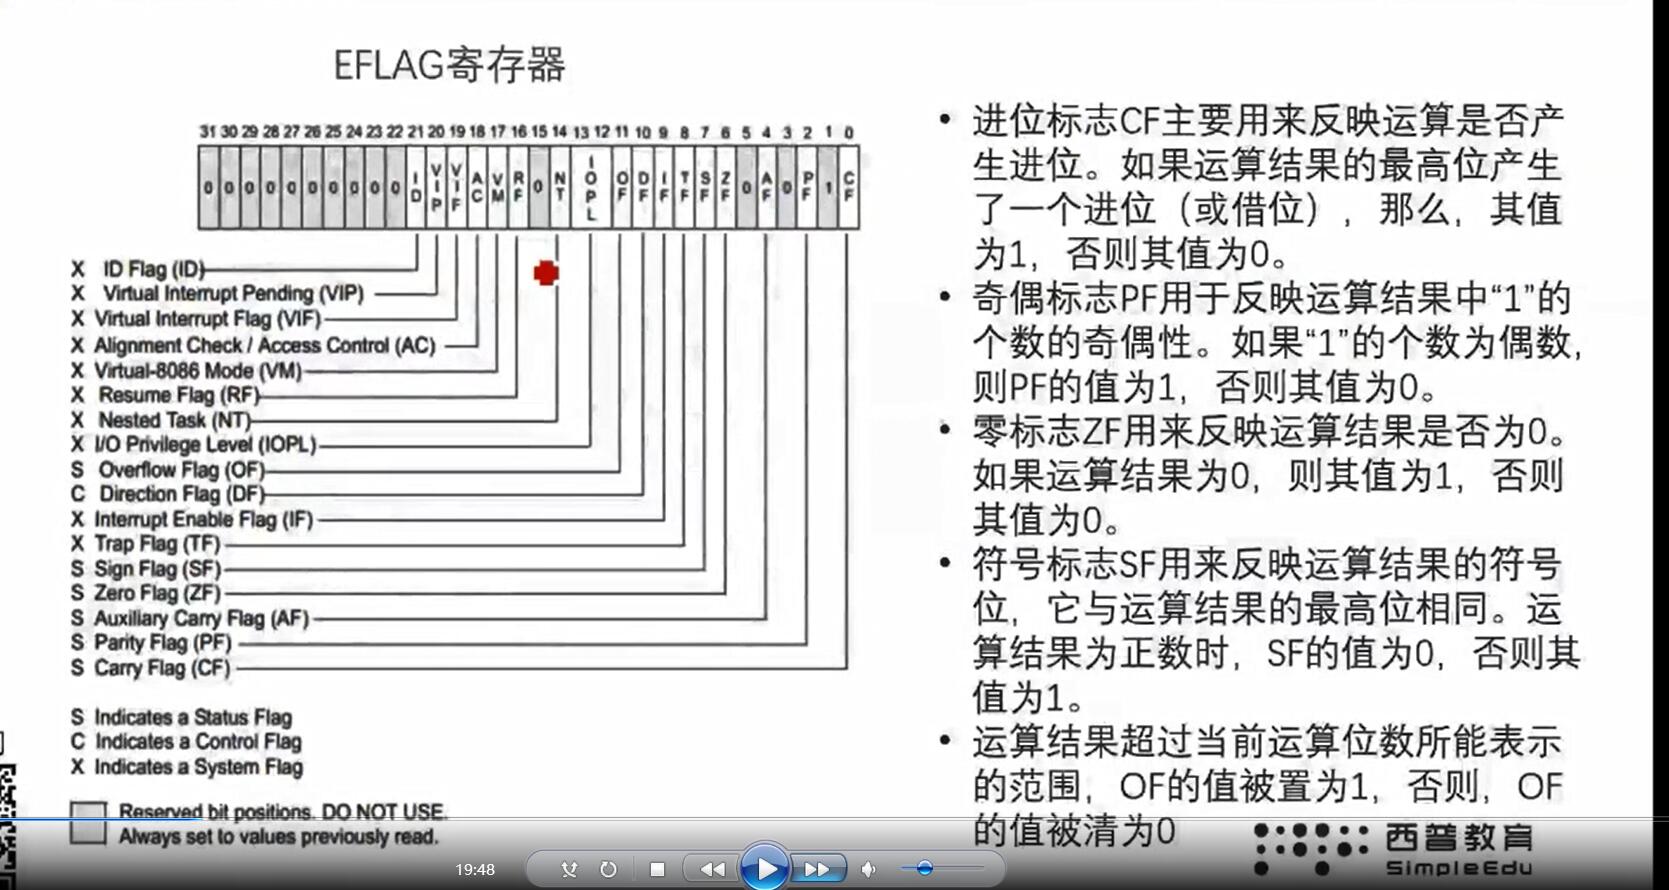 EFLAG寄存器
31 30 29 28 27 26 25 24 23 22 21 20 19 18 17 16 15 14 13 12 11 10 9 8 7 6 5 4 3 2 1 0
0 0 0 0 0 0 0 0 0 0 ID VIP VIF AC VM RF 0 NT IOPL OF DF IF TF SF ZF 0 AF 0 PF 1 CF
X ID Flag (ID)
X Virtual Interrupt Pending (VIP)
X Virtual Interrupt Flag (VIF)
X Alignment Check / Access Control (AC)
X Virtual-8086 Mode (VM)
X Resume Flag (RF)
X Nested Task (NT)
X I/O Privilege Level (IOPL)
S Overflow Flag (OF)
C Direction Flag (DF)
X Interrupt Enable Flag (IF)
X Trap Flag (TF)
S Sign Flag (SF)
S Zero Flag (ZF)
S Auxiliary Carry Flag (AF)
S Parity Flag (PF)
S Carry Flag (CF)
S Indicates a Status Flag
C Indicates a Control Flag
X Indicates a System Flag
Reserved bit positions. DO NOT USE.
Always set to values previously read.
• 进位标志CF主要用来反映运算是否产
生进位。如果运算结果的最高位产生
了一个进位（或借位），那么，其值
为1，否则其值为0。
• 奇偶标志PF用于反映运算结果中“1”的
个数的奇偶性。如果“1”的个数为偶数,
则PF的值为1，否则其值为0。
• 零标志ZF用来反映运算结果是否为0。
如果运算结果为0，则其值为1，否则
其值为0。
• 符号标志SF用来反映运算结果的符号
位，它与运算结果的最高位相同。运
算结果为正数时，SF的值为0，否则其
值为1。
• 运算结果超过当前运算位数所能表示
的范围，OF的值被置为1，否则，OF
的值被清为0
西普教育
SimpleEdu
19:48